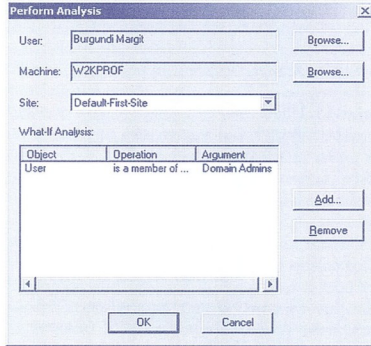 Perform Analysis
User: Burgundi Margit Browse...
Machine: W2KPROF Browse...
Site: Default-First-Site
What-If Analysis:
Object Operation Argument
User is a member of ... Domain Admins
Add...
Remove
OK Cancel